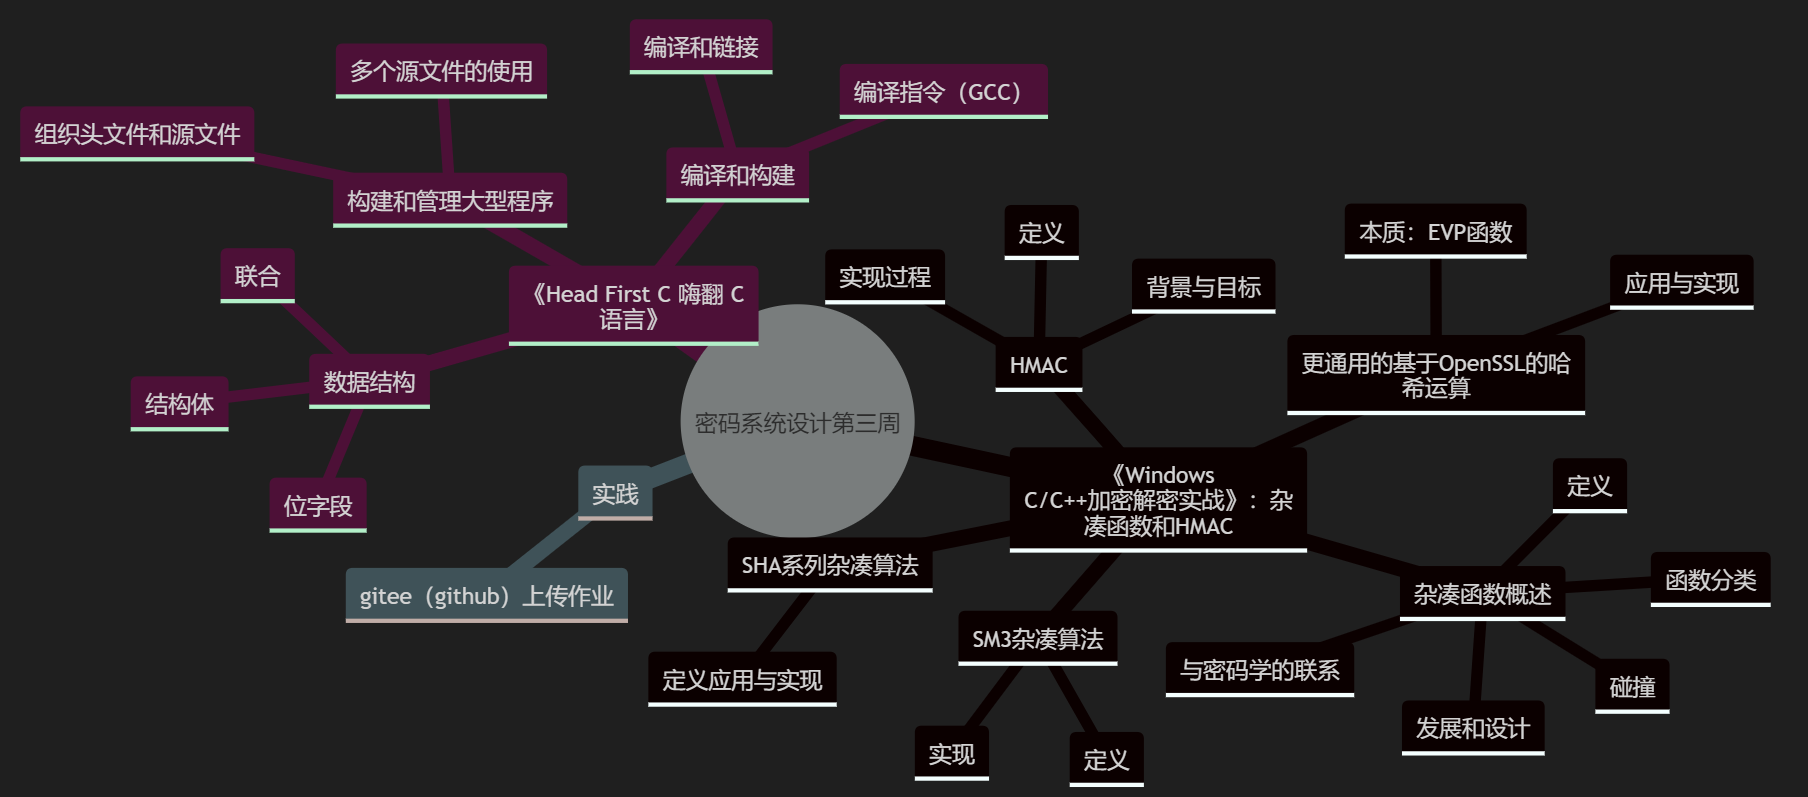 密码系统设计第三周
《Head First C 嗨翻 C
语言》
编译和构建
编译和链接
编译指令（GCC）
构建和管理大型程序
多个源文件的使用
组织头文件和源文件
数据结构
联合
结构体
位字段
实践
gitee（github）上传作业
《Windows
C/C++加密解密实战》：杂
凑函数和HMAC
HMAC
实现过程
定义
背景与目标
更通用的基于OpenSSL的哈
希运算
本质：EVP函数
应用与实现
杂凑函数概述
定义
函数分类
碰撞
发展和设计
与密码学的联系
SM3杂凑算法
实现
定义
SHA系列杂凑算法
定义应用与实现